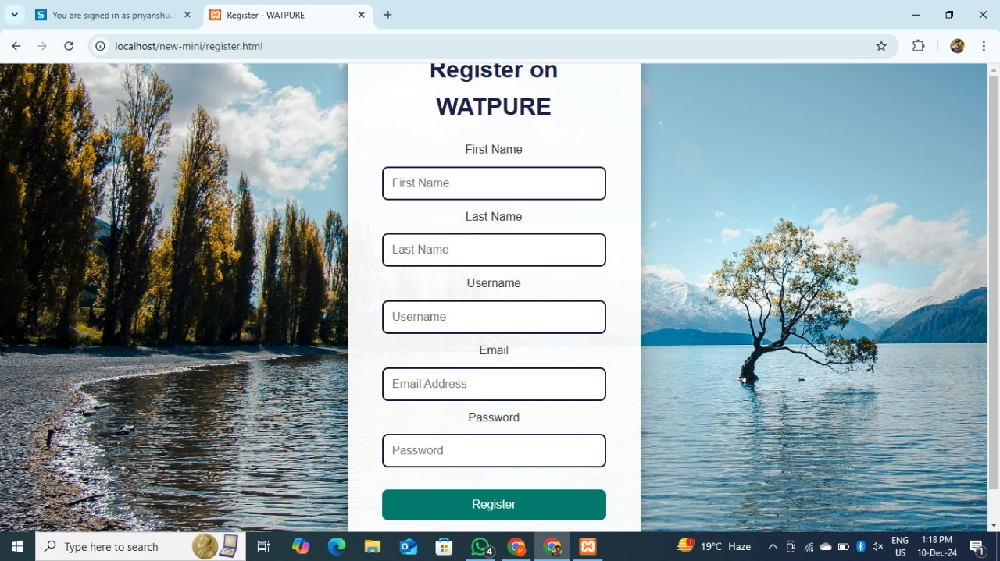 You are signed in as priyanshu.2
Register - WATPURE
localhost/new-mini/register.html
Register on
WATPURE
First Name
First Name
Last Name
Last Name
Username
Username
Email
Email Address
Password
Password
Register
Type here to search
4
P
1
19°C Haze
ENG
US
1:18 PM
10-Dec-24
1